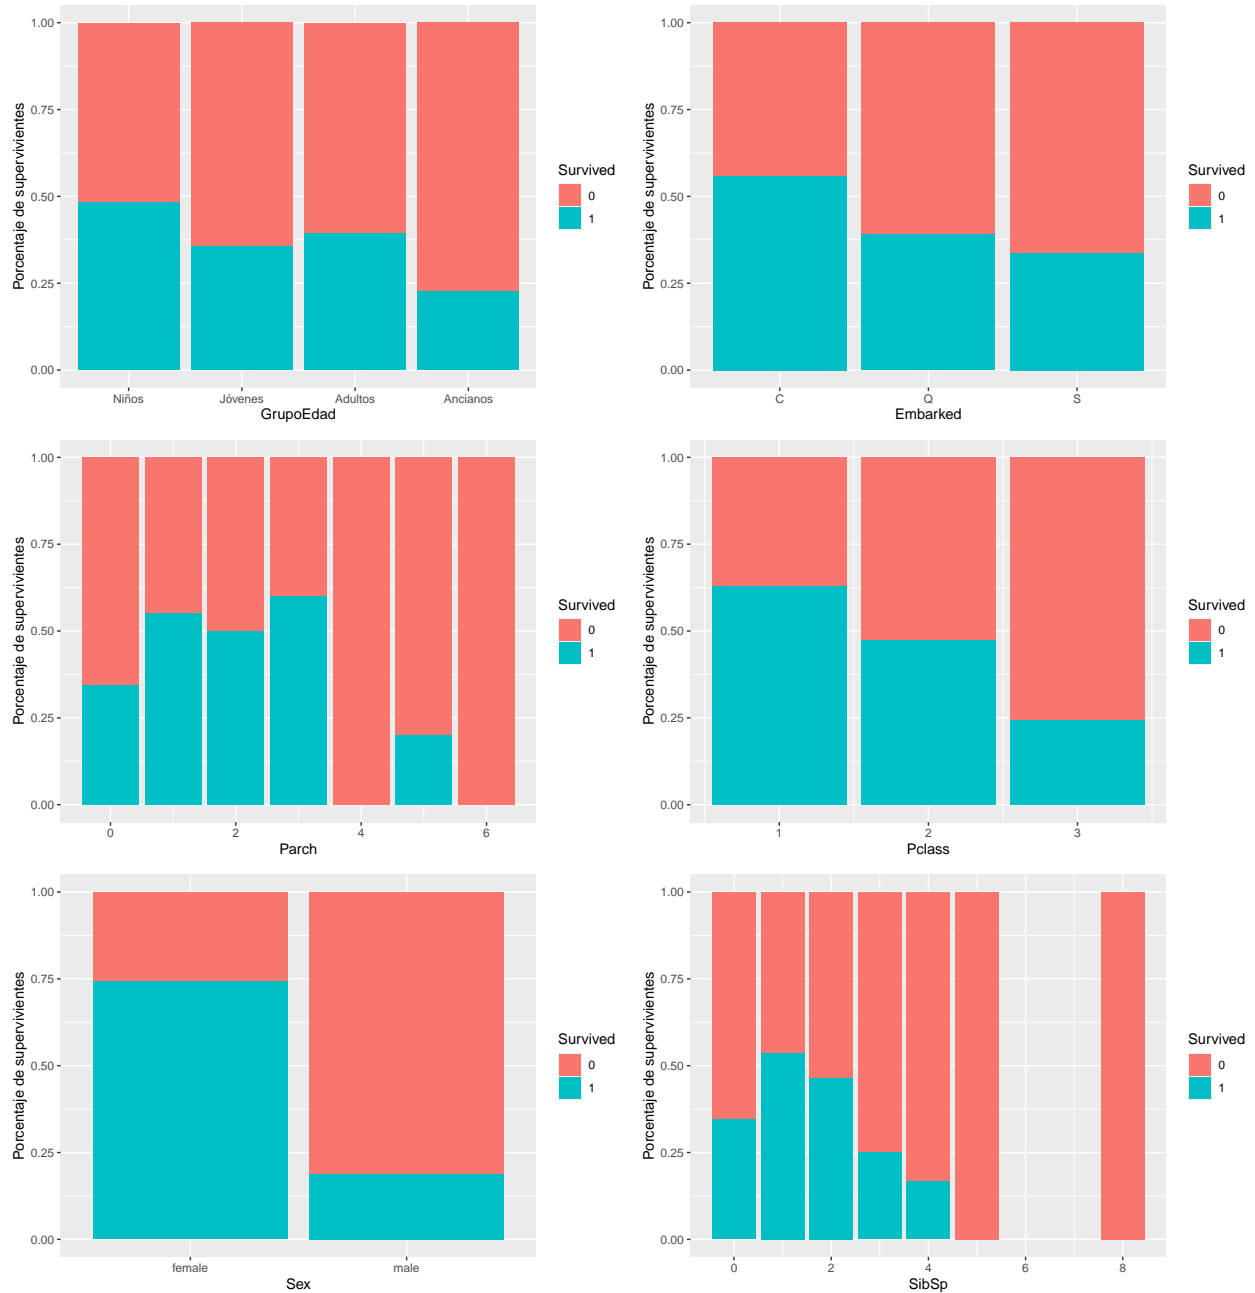 1.00
0.75
0.50
0.25
0.00
Porcentaje de supervivientes
Niños Jóvenes Adultos Ancianos
GrupoEdad
Survived
0
1
1.00
0.75
0.50
0.25
0.00
Porcentaje de supervivientes
C Q S
Embarked
Survived
0
1
1.00
0.75
0.50
0.25
0.00
Porcentaje de supervivientes
0 2 4 6
Parch
Survived
0
1
1.00
0.75
0.50
0.25
0.00
Porcentaje de supervivientes
1 2 3
Pclass
Survived
0
1
1.00
0.75
0.50
0.25
0.00
Porcentaje de supervivientes
female male
Sex
Survived
0
1
1.00
0.75
0.50
0.25
0.00
Porcentaje de supervivientes
0 2 4 6 8
SibSp
Survived
0
1